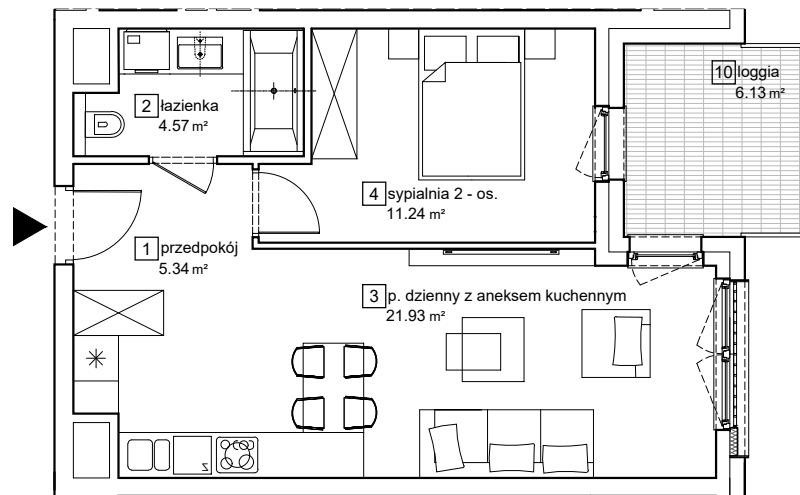 10 loggia
6.13 m²
2 łazienka
4.57 m²
4 sypialnia 2 - os.
11.24 m²
1 przedpokój
5.34 m²
3 p. dzienny z aneksem kuchennym
21.93 m²
z